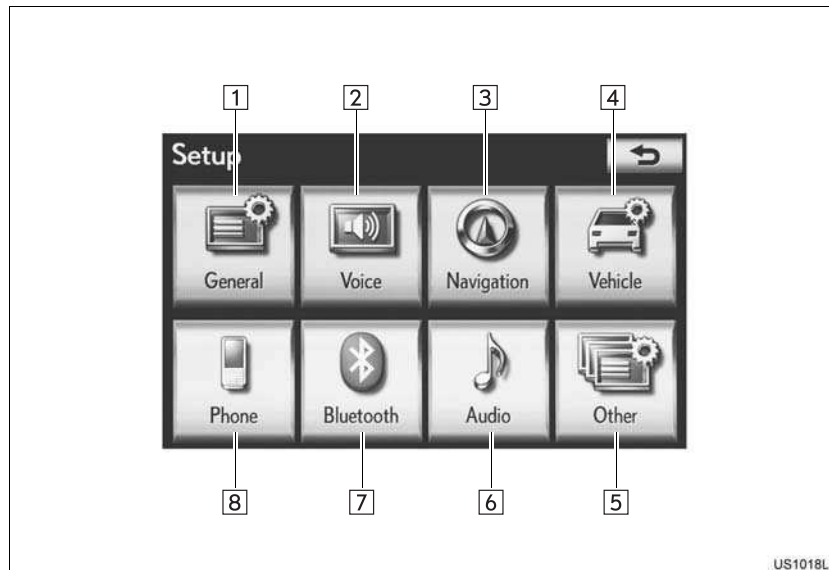 1 2 3 4
Setup
General Voice Navigation Vehicle
Phone Bluetooth Audio Other
8 7 6 5
US1018L